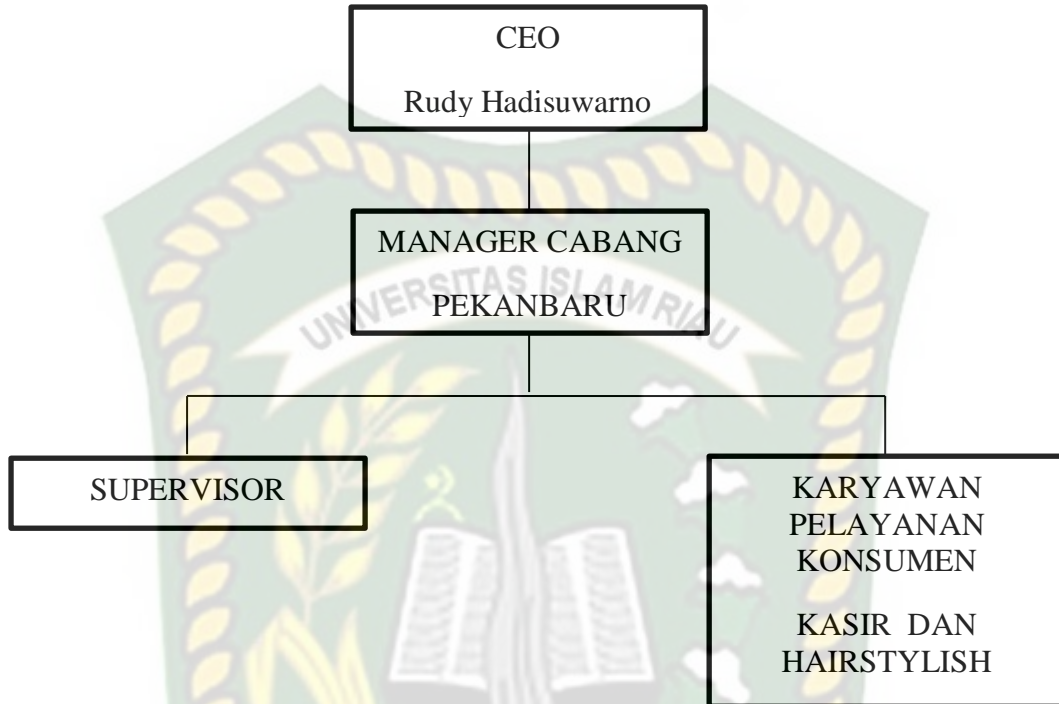 CEO
Rudy Hadisuwarno
MANAGER CABANG
PEKANBARU
UNIVERSITAS ISLAM RIAU
SUPERVISOR
KARYAWAN
PELAYANAN
KONSUMEN
KASIR DAN
HAIRSTYLISH